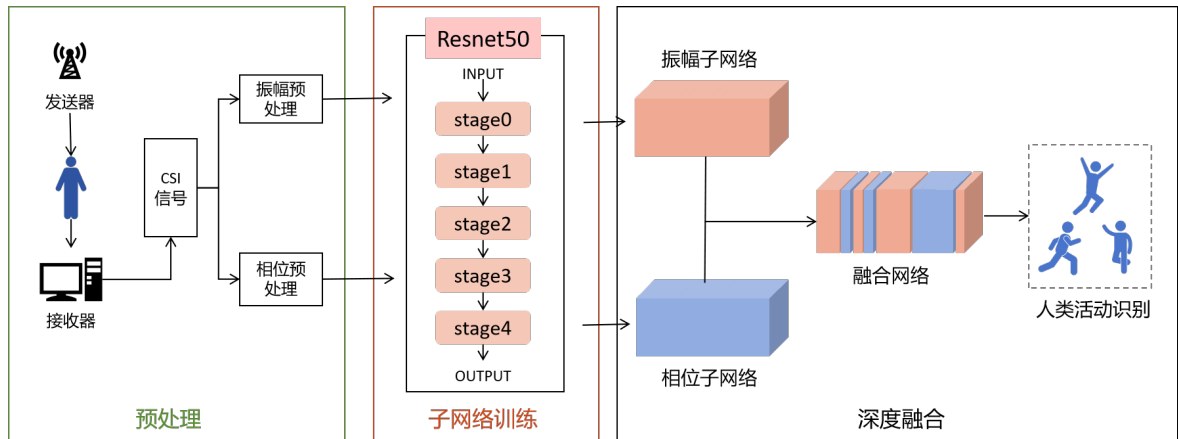 发送器
接收器
CSI
信号
振幅预
处理
相位预
处理
预处理
Resnet50
INPUT
stage0
stage1
stage2
stage3
stage4
OUTPUT
子网络训练
振幅子网络
相位子网络
融合网络
人类活动识别
深度融合